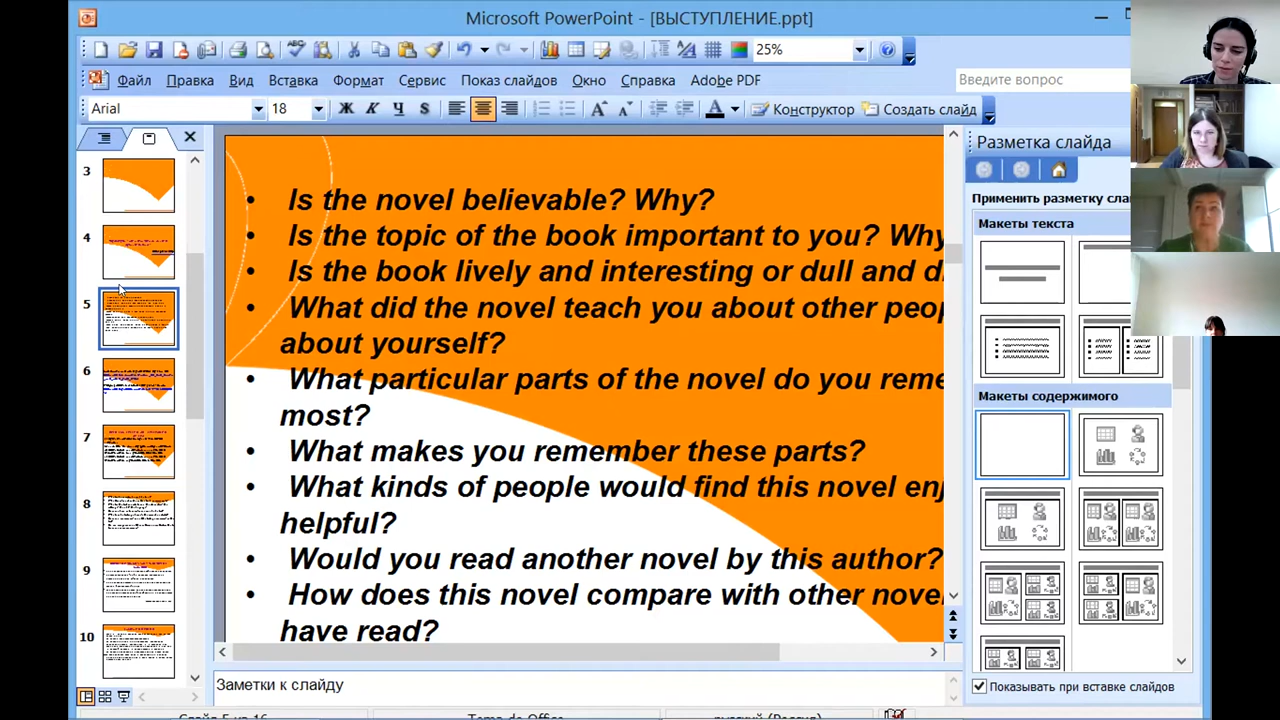 Microsoft PowerPoint - [ВЫСТУПЛЕНИЕ.ppt]
25%
Файл Правка Вид Вставка Формат Сервис Показ слайдов Окно Справка Adobe PDF
Введите вопрос
Arial 18 Ж К Ч S
A Конструктор Создать слайд
Разметка слайда
Применить разметку
Макеты текста
Макеты содержимого
3
4
5
6
7
8
9
10
• Is the novel believable? Why?
• Is the topic of the book important to you? Why
• Is the book lively and interesting or dull and
• What did the novel teach you about other
about yourself?
• What particular parts of the novel do you
most?
• What makes you remember these parts?
• What kinds of people would find this novel
helpful?
• Would you read another novel by this author?
• How does this novel compare with other
have read?
Заметки к слайду
Показывать при вставке слайдов